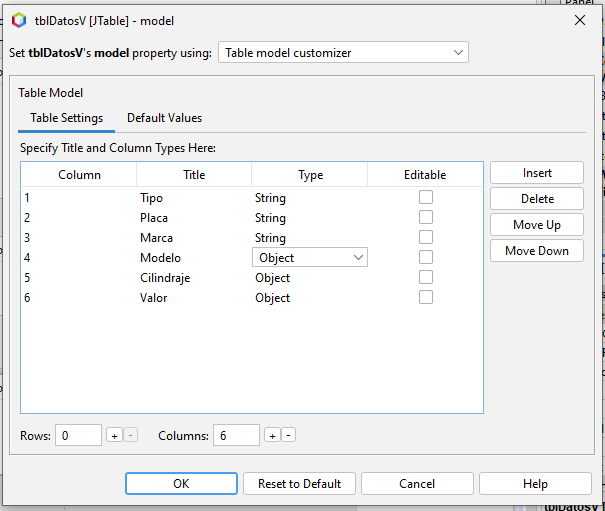 tblDatosV [JTable] - model
Set tblDatosV's model property using: Table model customizer
Table Model
Table Settings Default Values
Specify Title and Column Types Here:
Column Title Type Editable
1 Tipo String
2 Placa String
3 Marca String
4 Modelo Object
5 Cilindraje Object
6 Valor Object
Insert
Delete
Move Up
Move Down
Rows: 0 + - Columns: 6 + -
OK Reset to Default Cancel Help
Panel